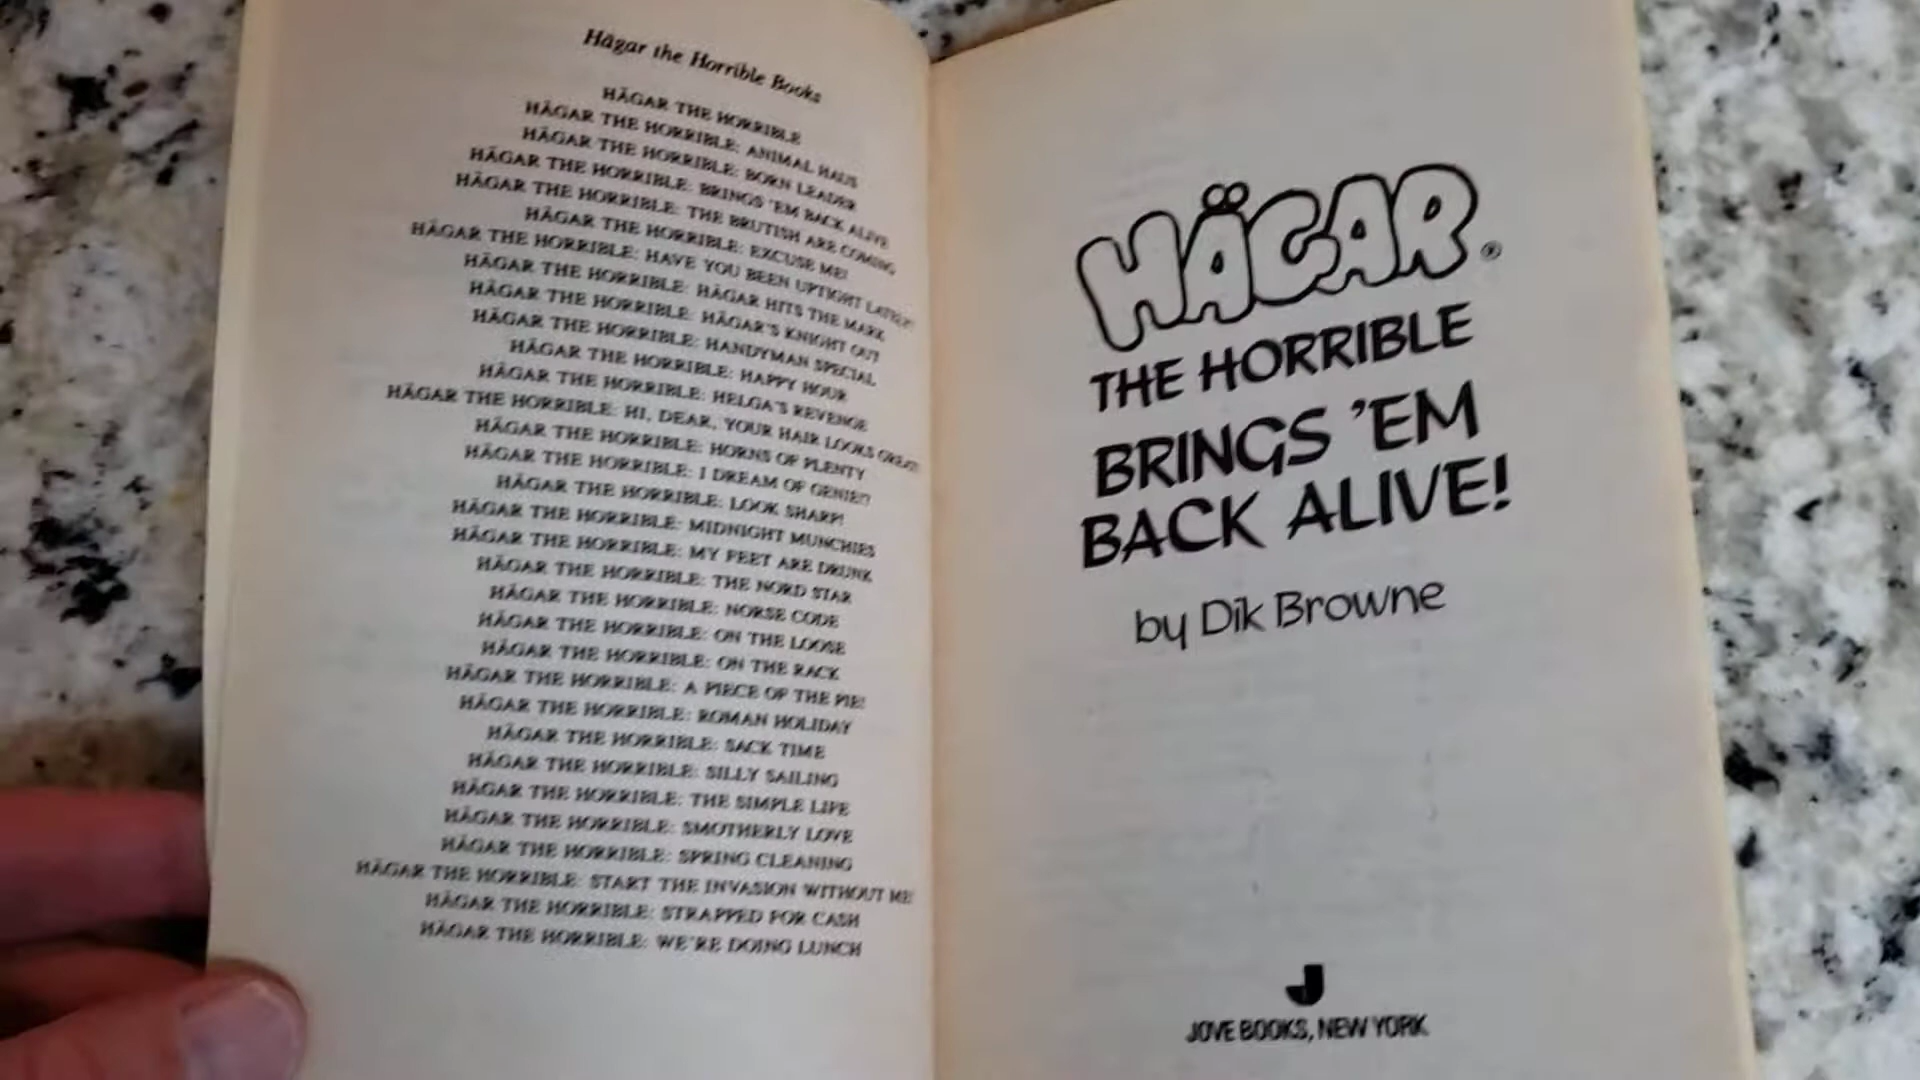 Hägar the Horrible Books
HÄGAR THE HORRIBLE
HÄGAR THE HORRIBLE: ANIMAL HAUS
HÄGAR THE HORRIBLE: BORN LEADER
HÄGAR THE HORRIBLE: BRINGS 'EM BACK ALIVE
HÄGAR THE HORRIBLE: THE BRUTISH ARE COMING
HÄGAR THE HORRIBLE: EXCUSE ME!
HÄGAR THE HORRIBLE: HAVE YOU BEEN UPTIGHT LATELY?
HÄGAR THE HORRIBLE: HÄGAR HITS THE MARK
HÄGAR THE HORRIBLE: HÄGAR'S KNIGHT OUT
HÄGAR THE HORRIBLE: HANDYMAN SPECIAL
HÄGAR THE HORRIBLE: HAPPY HOUR
HÄGAR THE HORRIBLE: HELGA'S REVENGE
HÄGAR THE HORRIBLE: HI, DEAR, YOUR HAIR LOOKS GREAT!
HÄGAR THE HORRIBLE: HORNS OF PLENTY
HÄGAR THE HORRIBLE: I DREAM OF GENIE!?
HÄGAR THE HORRIBLE: LOOK SHARP!
HÄGAR THE HORRIBLE: MIDNIGHT MUNCHIES
HÄGAR THE HORRIBLE: MY FEET ARE DRUNK
HÄGAR THE HORRIBLE: THE NORD STAR
HÄGAR THE HORRIBLE: NORSE CODE
HÄGAR THE HORRIBLE: ON THE LOOSE
HÄGAR THE HORRIBLE: ON THE RACK
HÄGAR THE HORRIBLE: A PIECE OF THE PIE!
HÄGAR THE HORRIBLE: ROMAN HOLIDAY
HÄGAR THE HORRIBLE: SACK TIME
HÄGAR THE HORRIBLE: SILLY SAILING
HÄGAR THE HORRIBLE: THE SIMPLE LIFE
HÄGAR THE HORRIBLE: SMOTHERLY LOVE
HÄGAR THE HORRIBLE: SPRING CLEANING
HÄGAR THE HORRIBLE: START THE INVASION WITHOUT ME!
HÄGAR THE HORRIBLE: STRAPPED FOR CASH
HÄGAR THE HORRIBLE: WE'RE DOING LUNCH
HÄGAR®
THE HORRIBLE
BRINGS 'EM
BACK ALIVE!
by Dik Browne
J
JOVE BOOKS, NEW YORK